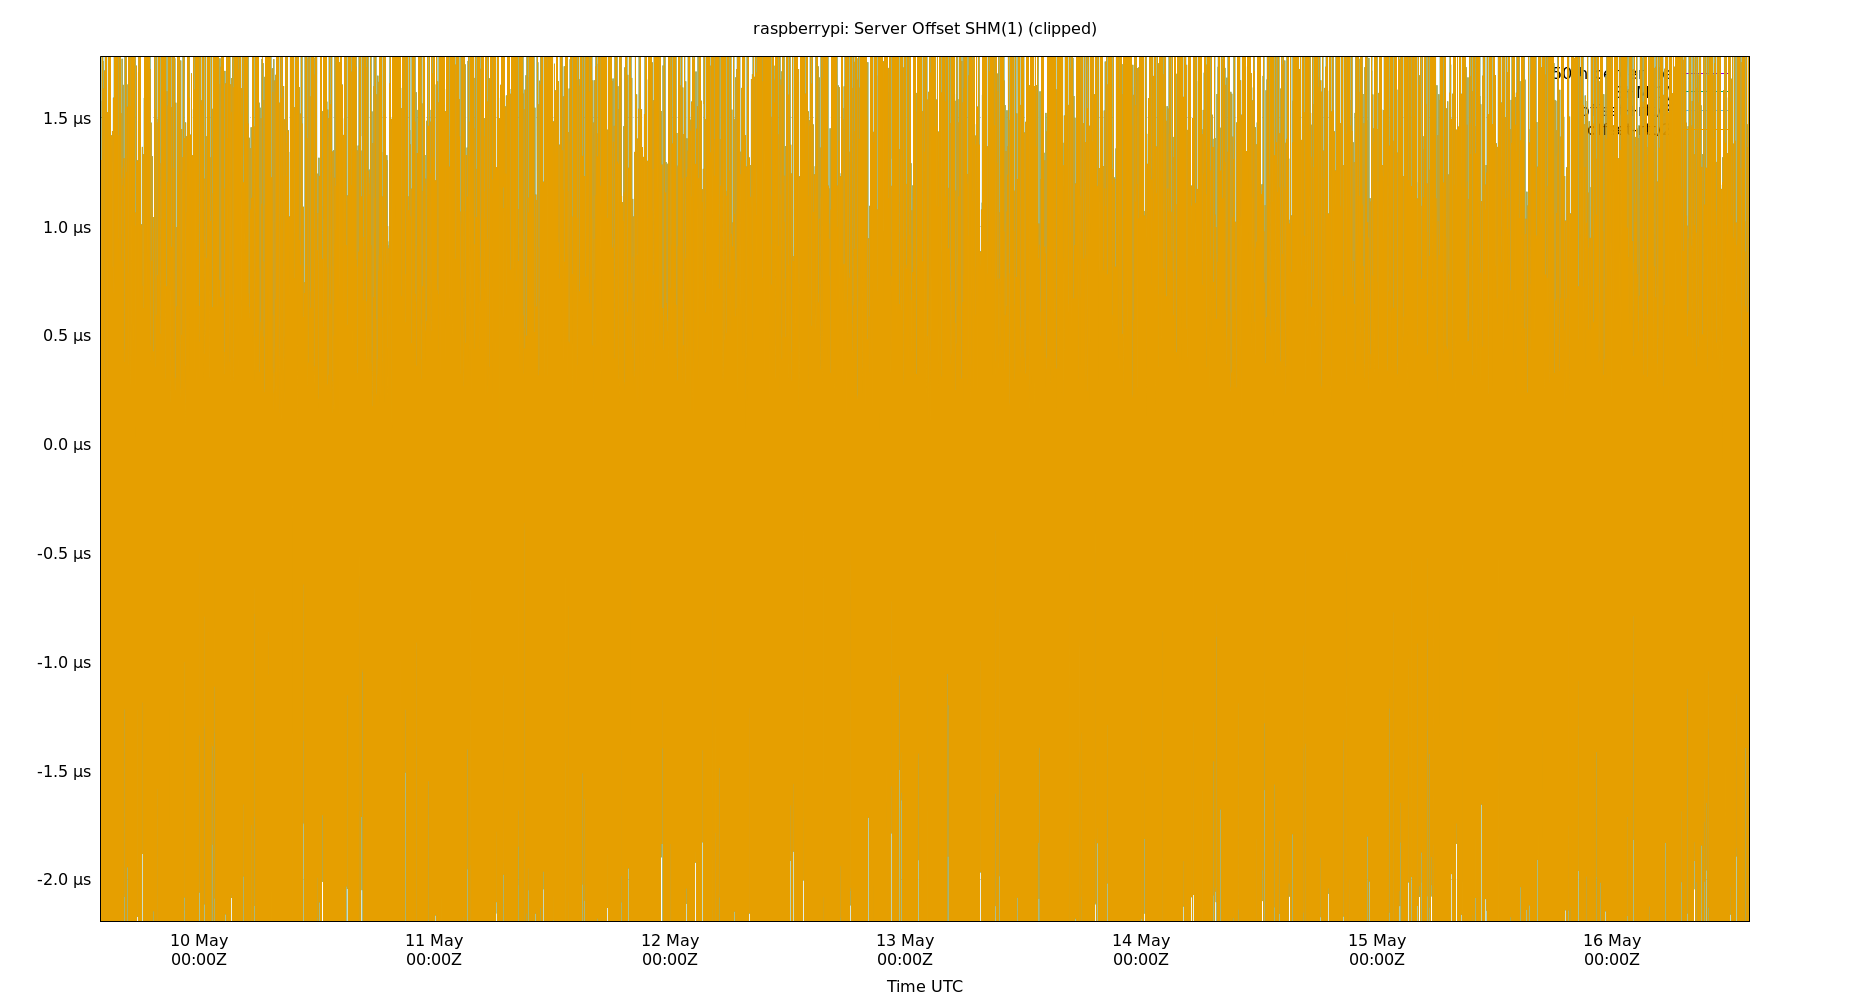 raspberrypi: Server Offset SHM(1) (clipped)
1.5 µs
1.0 µs
0.5 µs
0.0 µs
-0.5 µs
-1.0 µs
-1.5 µs
-2.0 µs
10 May 11 May 12 May 13 May 14 May 15 May 16 May
00:00Z 00:00Z 00:00Z 00:00Z 00:00Z 00:00Z 00:00Z
Time UTC